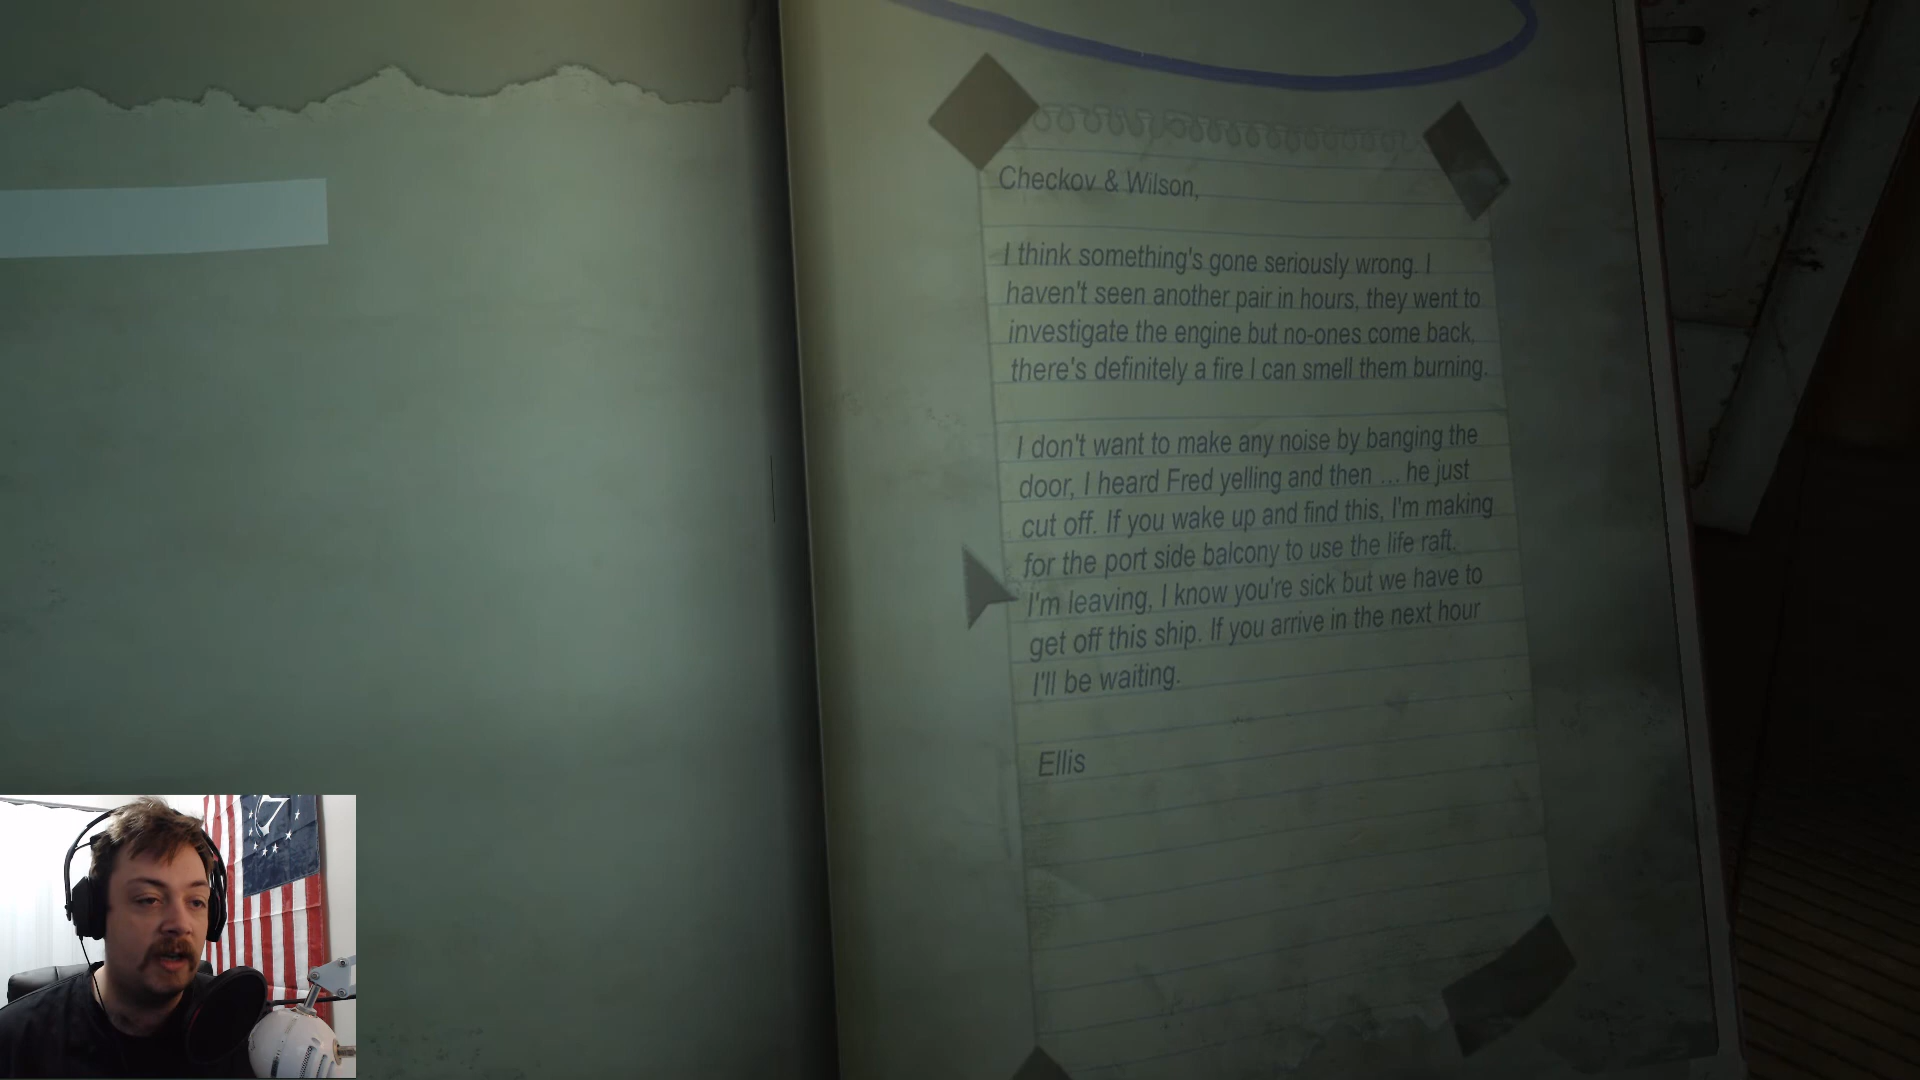 Checkov & Wilson,
I think something's gone seriously wrong. I
haven't seen another pair in hours, they went to
investigate the engine but no-ones come back,
there's definitely a fire I can smell them burning.
I don't want to make any noise by banging the
door, I heard Fred yelling and then ... he just
cut off. If you wake up and find this, I'm making
for the port side balcony to use the life raft.
I'm leaving, I know you're sick but we have to
get off this ship. If you arrive in the next hour
I'll be waiting.
Ellis